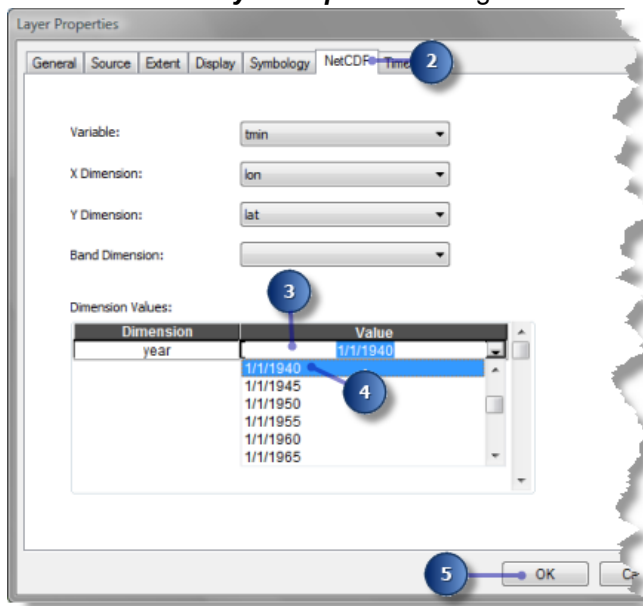 Layer Properties
General Source Extent Display Symbology NetCDF Time 2
Variable: tmin
X Dimension: lon
Y Dimension: lat
Band Dimension:
3
Dimension Values:
Dimension Value
year 1/1/1940
1/1/1940
4
1/1/1945
1/1/1950
1/1/1955
1/1/1960
1/1/1965
5 OK